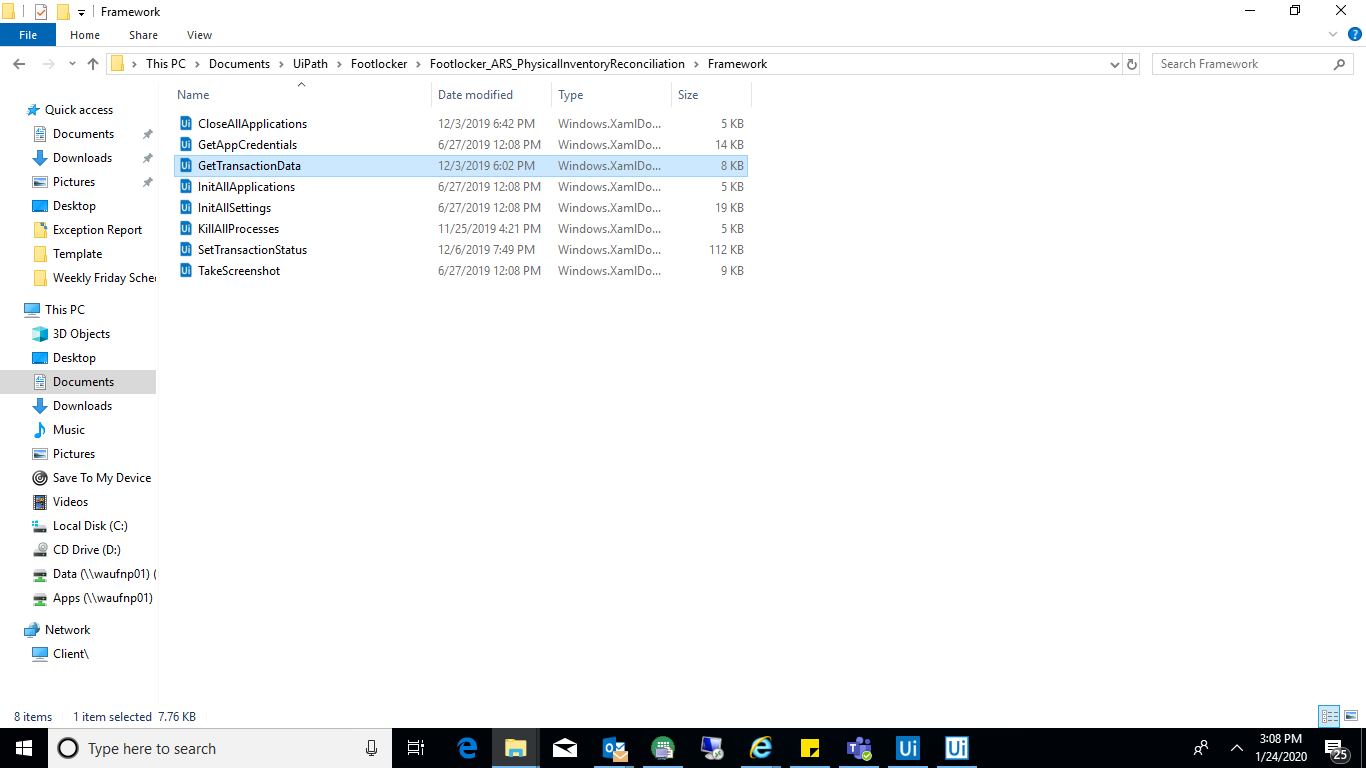 Framework
File Home Share View
This PC Documents UiPath Footlocker Footlocker_ARS_PhysicalInventoryReconciliation Framework
Search Framework
Name Date modified Type Size
Quick access
Documents
Downloads
Pictures
Desktop
Exception Report
Template
Weekly Friday Sche
This PC
3D Objects
Desktop
Documents
Downloads
Music
Pictures
Save To My Device
Videos
Local Disk (C:)
CD Drive (D:)
Data (\\waufnp01) (
Apps (\\waufnp01)
Network
Client\
CloseAllApplications 12/3/2019 6:42 PM Windows.XamlDo... 5 KB
GetAppCredentials 6/27/2019 12:08 PM Windows.XamlDo... 14 KB
GetTransactionData 12/3/2019 6:02 PM Windows.XamlDo... 8 KB
InitAllApplications 6/27/2019 12:08 PM Windows.XamlDo... 5 KB
InitAllSettings 6/27/2019 12:08 PM Windows.XamlDo... 19 KB
KillAllProcesses 11/25/2019 4:21 PM Windows.XamlDo... 5 KB
SetTransactionStatus 12/6/2019 7:49 PM Windows.XamlDo... 112 KB
TakeScreenshot 6/27/2019 12:08 PM Windows.XamlDo... 9 KB
8 items 1 item selected 7.76 KB
Type here to search
3:08 PM
1/24/2020
25